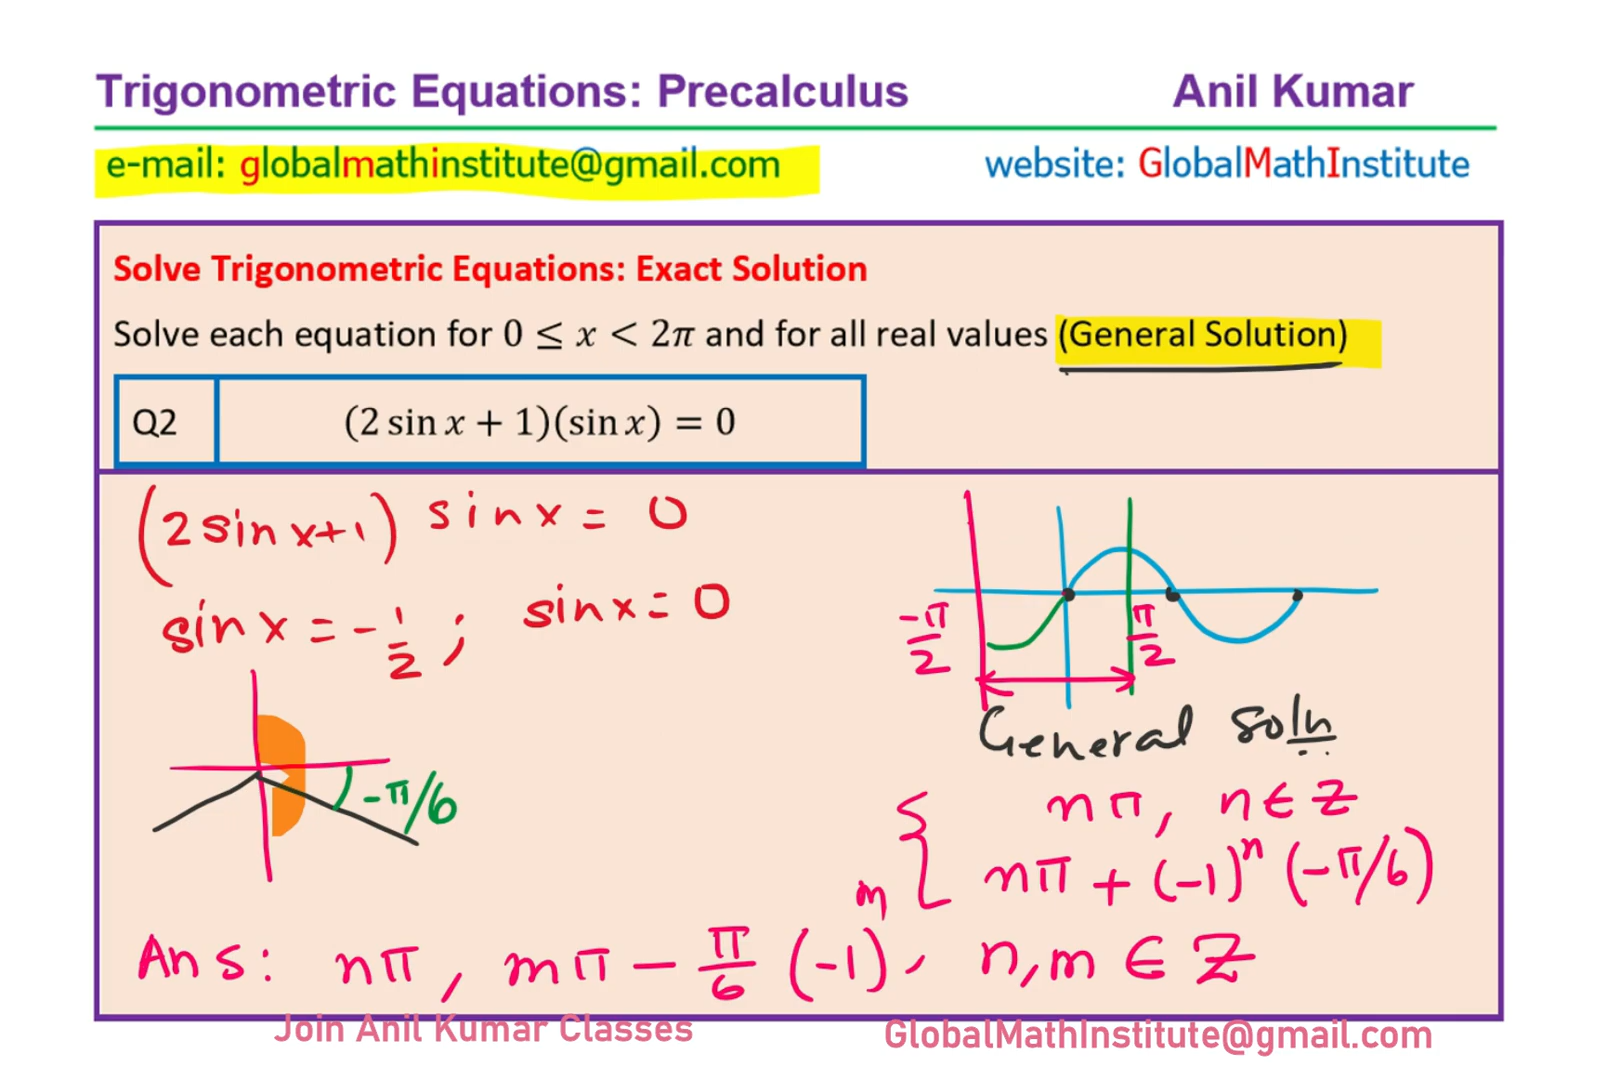 Trigonometric Equations: Precalculus Anil Kumar
e-mail: globalmathinstitute@gmail.com website: GlobalMathInstitute
Solve Trigonometric Equations: Exact Solution
Solve each equation for 0 ≤ x < 2π and for all real values (General Solution)
Q2 (2 sin x + 1)(sin x) = 0
(2 sin x+1) sin x = 0
sin x = -1/2 ; sin x = 0
-π/2 π/2
-π/6
General soln
nπ, n ∈ Z
nπ + (-1)ⁿ (-π/6)
Ans: nπ, mπ - π/6 (-1)ᵐ, n,m ∈ Z
Join Anil Kumar Classes GlobalMathInstitute@gmail.com